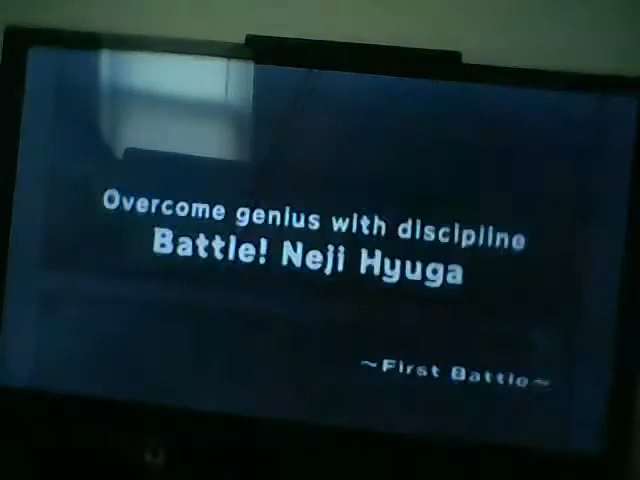 Overcome genius with discipline
Battle! Neji Hyuga
~First Battle~